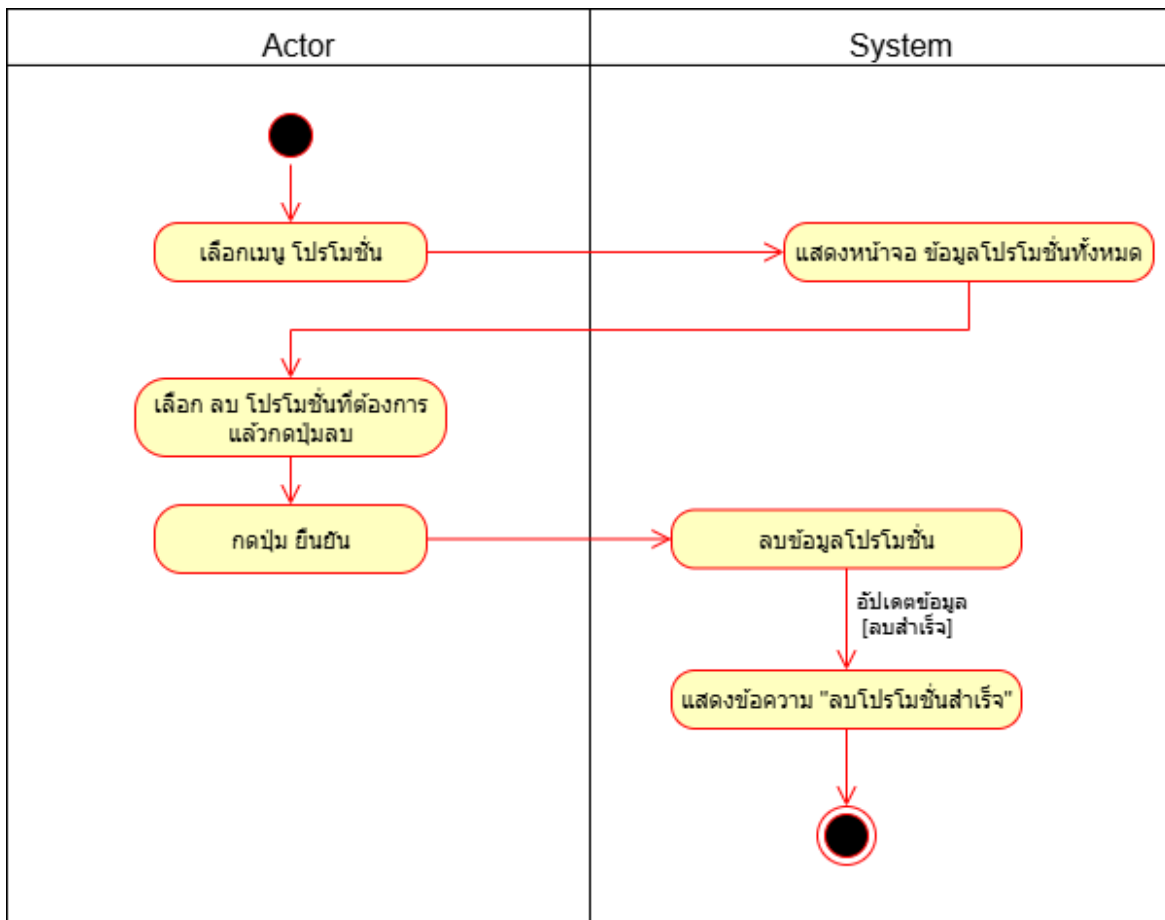 Actor
System
เลือกเมนู โปรโมชั่น
แสดงหน้าจอ ข้อมูลโปรโมชั่นทั้งหมด
เลือก ลบ โปรโมชั่นที่ต้องการ
แล้วกดปุ่มลบ
กดปุ่ม ยืนยัน
ลบข้อมูลโปรโมชั่น
อัปเดตข้อมูล
[ลบสำเร็จ]
แสดงข้อความ "ลบโปรโมชั่นสำเร็จ"